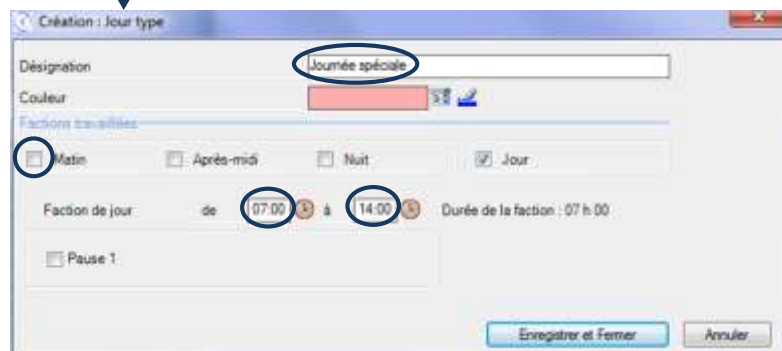 Création : Jour type
Désignation Journée spéciale
Couleur
Factions travaillées
Matin Après-midi Nuit Jour
Faction de jour de 07:00 à 14:00 Durée de la faction : 07 h 00
Pause 1
Enregistrer et Fermer Annuler